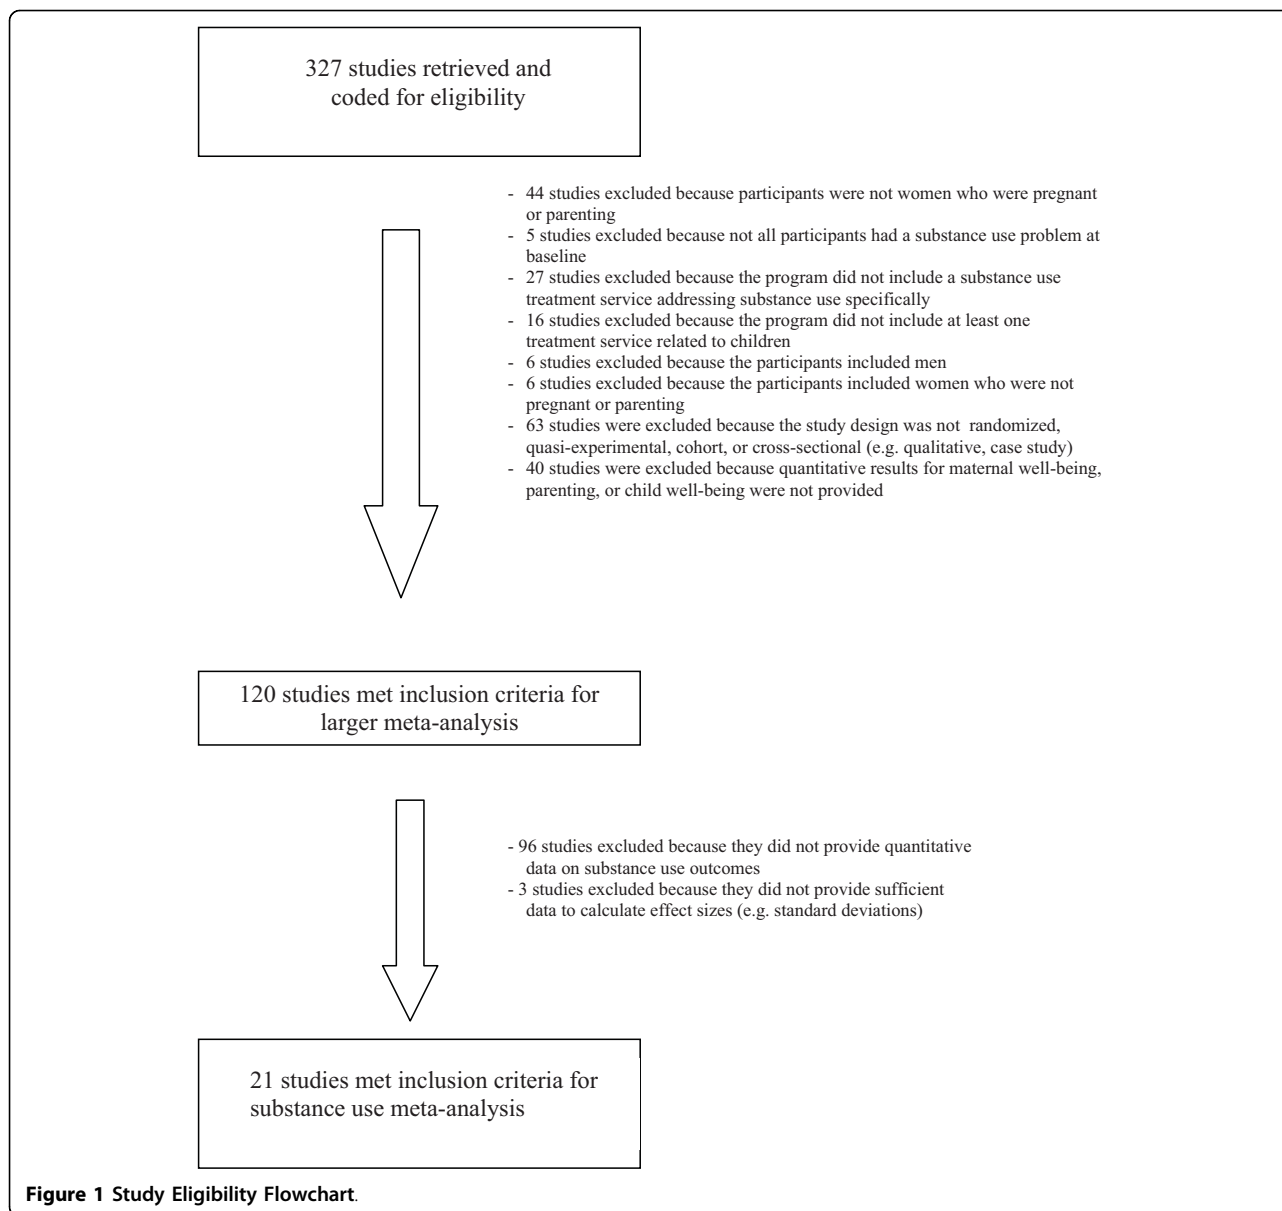 327 studies retrieved and
coded for eligibility
- 44 studies excluded because participants were not women who were pregnant
or parenting
- 5 studies excluded because not all participants had a substance use problem at
baseline
- 27 studies excluded because the program did not include a substance use
treatment service addressing substance use specifically
- 16 studies excluded because the program did not include at least one
treatment service related to children
- 6 studies excluded because the participants included men
- 6 studies excluded because the participants included women who were not
pregnant or parenting
- 63 studies were excluded because the study design was not randomized,
quasi-experimental, cohort, or cross-sectional (e.g. qualitative, case study)
- 40 studies were excluded because quantitative results for maternal well-being,
parenting, or child well-being were not provided
120 studies met inclusion criteria for
larger meta-analysis
- 96 studies excluded because they did not provide quantitative
data on substance use outcomes
- 3 studies excluded because they did not provide sufficient
data to calculate effect sizes (e.g. standard deviations)
21 studies met inclusion criteria for
substance use meta-analysis
Figure 1 Study Eligibility Flowchart.